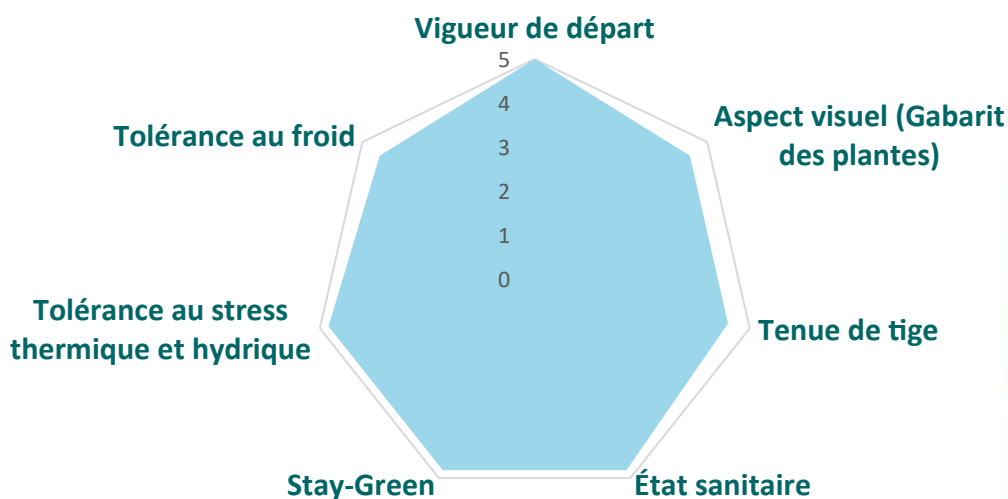 Vigueur de départ
5
4
3
2
1
0
Aspect visuel (Gabarit
des plantes)
Tenue de tige
État sanitaire
Stay-Green
Tolérance au stress
thermique et hydrique
Tolérance au froid